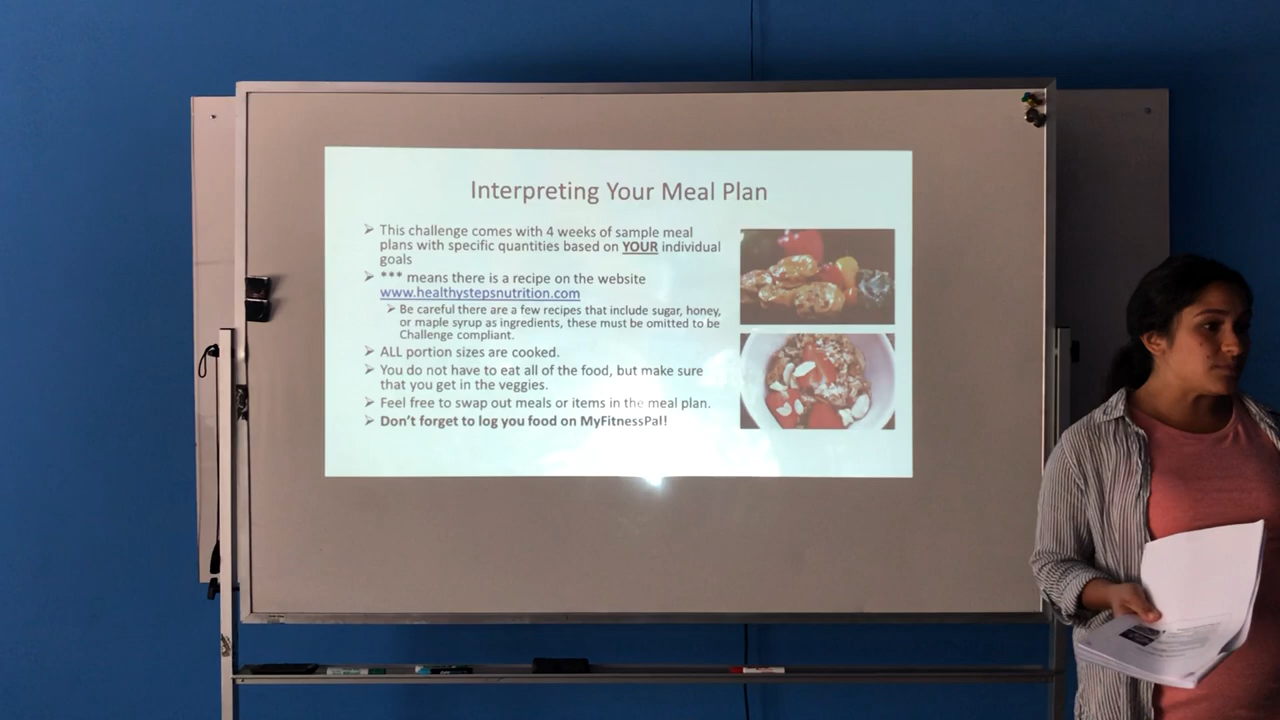 Interpreting Your Meal Plan
➢ This challenge comes with 4 weeks of sample meal
plans with specific quantities based on YOUR individual
goals
➢ *** means there is a recipe on the website
www.healthystepsnutrition.com
➢ Be careful there are a few recipes that include sugar, honey,
or maple syrup as ingredients, these must be omitted to be
Challenge compliant.
➢ ALL portion sizes are cooked.
➢ You do not have to eat all of the food, but make sure
that you get in the veggies.
➢ Feel free to swap out meals or items in the meal plan.
➢ Don't forget to log you food on MyFitnessPal!